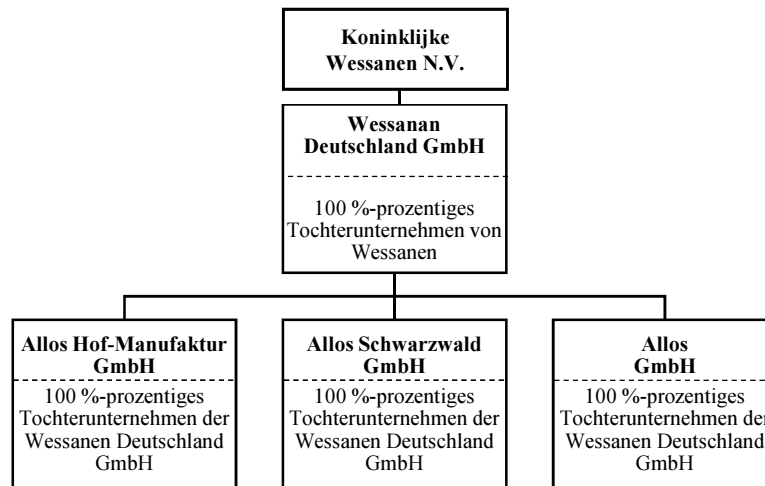 Koninklijke
Wessanen N.V.
Wessanan
Deutschland GmbH
100 %-prozentiges
Tochterunternehmen von
Wessanen
Allos Hof-Manufaktur
GmbH
100 %-prozentiges
Tochterunternehmen der
Wessanen Deutschland
GmbH
Allos Schwarzwald
GmbH
100 %-prozentiges
Tochterunternehmen der
Wessanen Deutschland
GmbH
Allos
GmbH
100 %-prozentiges
Tochterunternehmen der
Wessanen Deutschland
GmbH